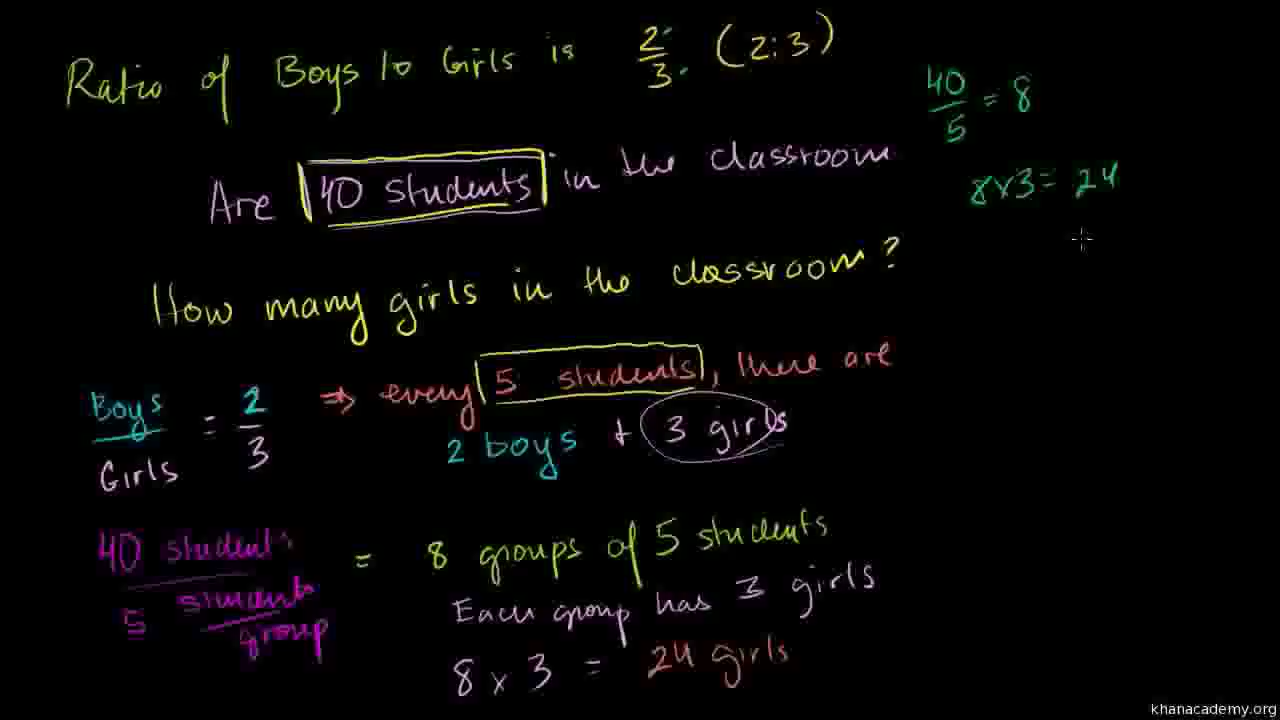 Ratio of Boys to Girls is 2/3 (2:3)
40/5 = 8
8x3= 24
Are 40 students in the classroom
How many girls in the classroom?
Boys/Girls = 2/3 ⇒ every 5 students, there are
2 boys + 3 girls
40 students / 5 students/group = 8 groups of 5 students
Each group has 3 girls
8 x 3 = 24 girls
khanacademy.org